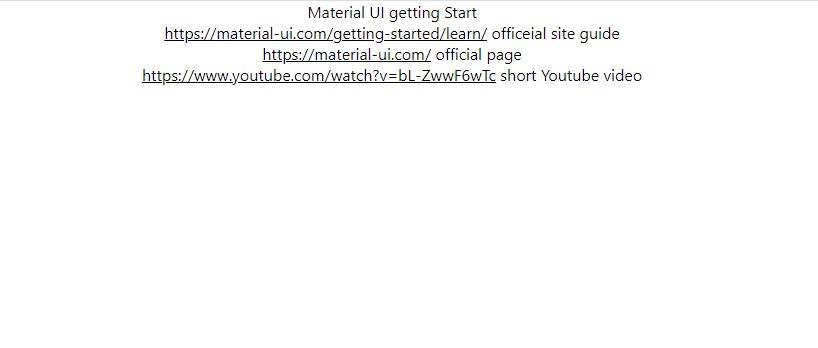 Material UI getting Start
https://material-ui.com/getting-started/learn/ officeial site guide
https://material-ui.com/ official page
https://www.youtube.com/watch?v=bL-ZwwF6wTc short Youtube video